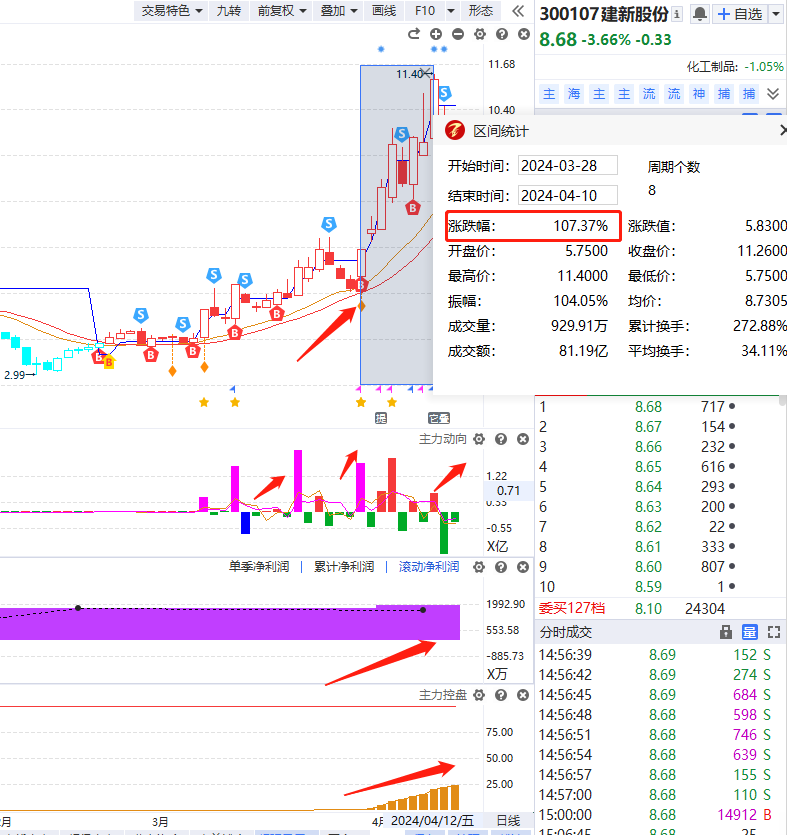 交易特色 九转 前复权 叠加 画线 F10 形态
300107 建新股份 自选
8.68 -3.66% -0.33
化工制品: -1.05%
主 海 主 主 流 流 神 捕 捕
11.68
11.40
10.40
S
S
B
S
S S
S S
B B B B B B B
2.99
区间统计
开始时间: 2024-03-28 周期个数
结束时间: 2024-04-10 8
涨跌幅: 107.37% 涨跌值: 5.8300
开盘价: 5.7500 收盘价: 11.2600
最高价: 11.4000 最低价: 5.7500
振幅: 104.05% 均价: 8.7305
成交量: 929.91万 累计换手: 272.88%
成交额: 81.19亿 平均换手: 34.11%
1 8.68 717
2 8.67 154
3 8.66 232
4 8.65 616
5 8.64 293
6 8.63 200
7 8.62 22
8 8.61 333
9 8.60 807
10 8.59 1
委买127档 8.10 24304
分时成交 量
14:56:39 8.69 152 S
14:56:42 8.69 274 S
14:56:45 8.69 684 S
14:56:48 8.69 598 S
14:56:51 8.69 746 S
14:56:54 8.69 639 S
14:56:57 8.69 155 S
14:57:00 8.69 110 S
15:00:00 8.68 14912 B
主力动向
1.22
0.71
0.33
-0.55
X亿
单季净利润 累计净利润 滚动净利润
1992.90
553.58
-885.73
X万
主力控盘
75.00
50.00
25.00
3月 2024/04/12/五 日线